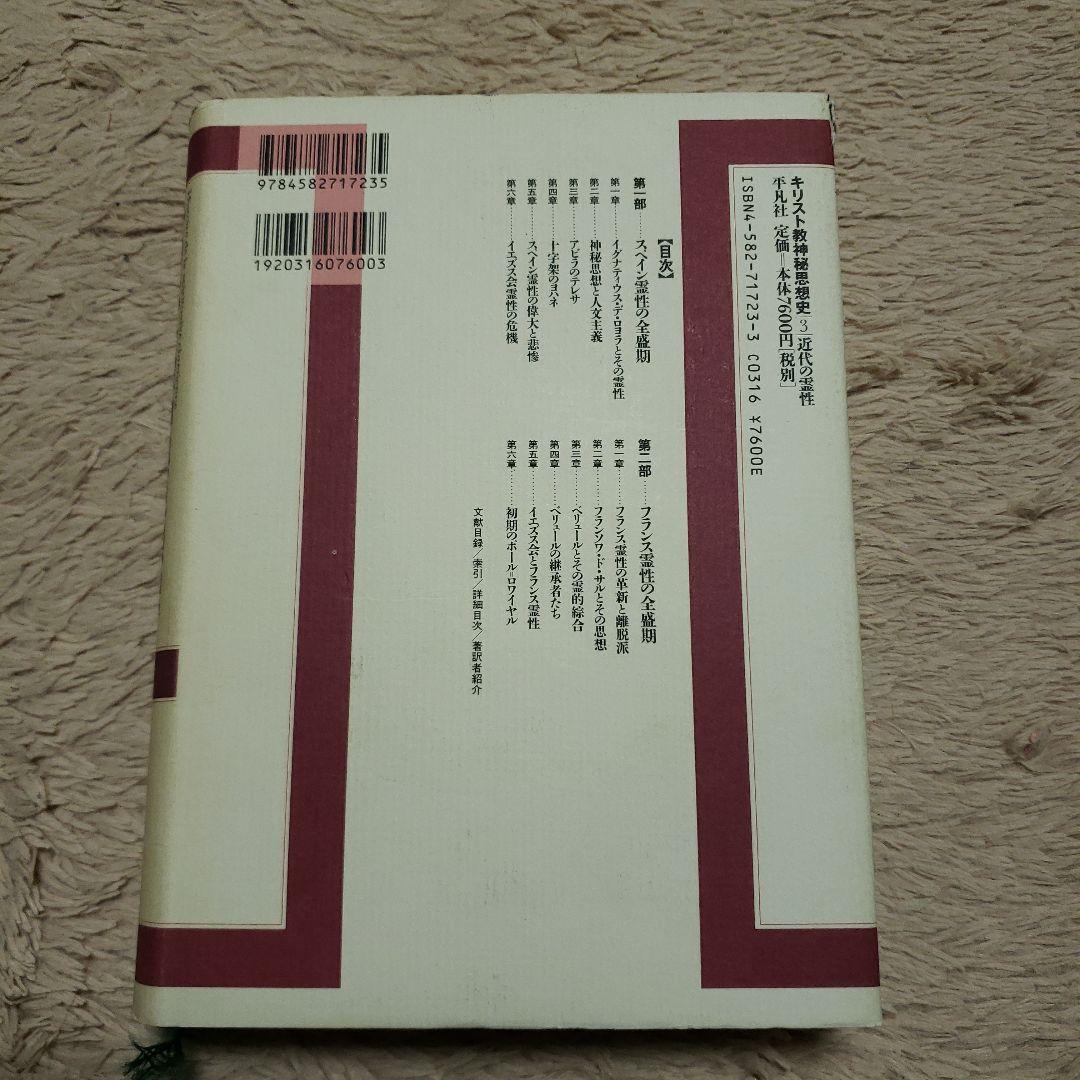 キリスト教神秘思想史 3 近代の霊性
平凡社 定価=本体7600円[税別]
ISBN4-582-71723-3 C0316 ¥7600E
【目次】
第一部……スペイン霊性の全盛期
第一章……イグナティウス・デ・ロヨラとその霊性
第二章……神秘思想と人文主義
第三章……アビラのテレサ
第四章……十字架のヨハネ
第五章……スペイン霊性の偉大と悲惨
第六章……イエズス会霊性の危機
第二部……フランス霊性の全盛期
第一章……フランス霊性の革新と離脱派
第二章……フランソワ・ド・サルとその思想
第三章……ベリュールとその霊的綜合
第四章……ベリュールの継承者たち
第五章……イエズス会とフランス霊性
第六章……初期のポール=ロワイヤル
文献目録/索引/詳細目次/著訳者紹介
9784582717235
1920316076003